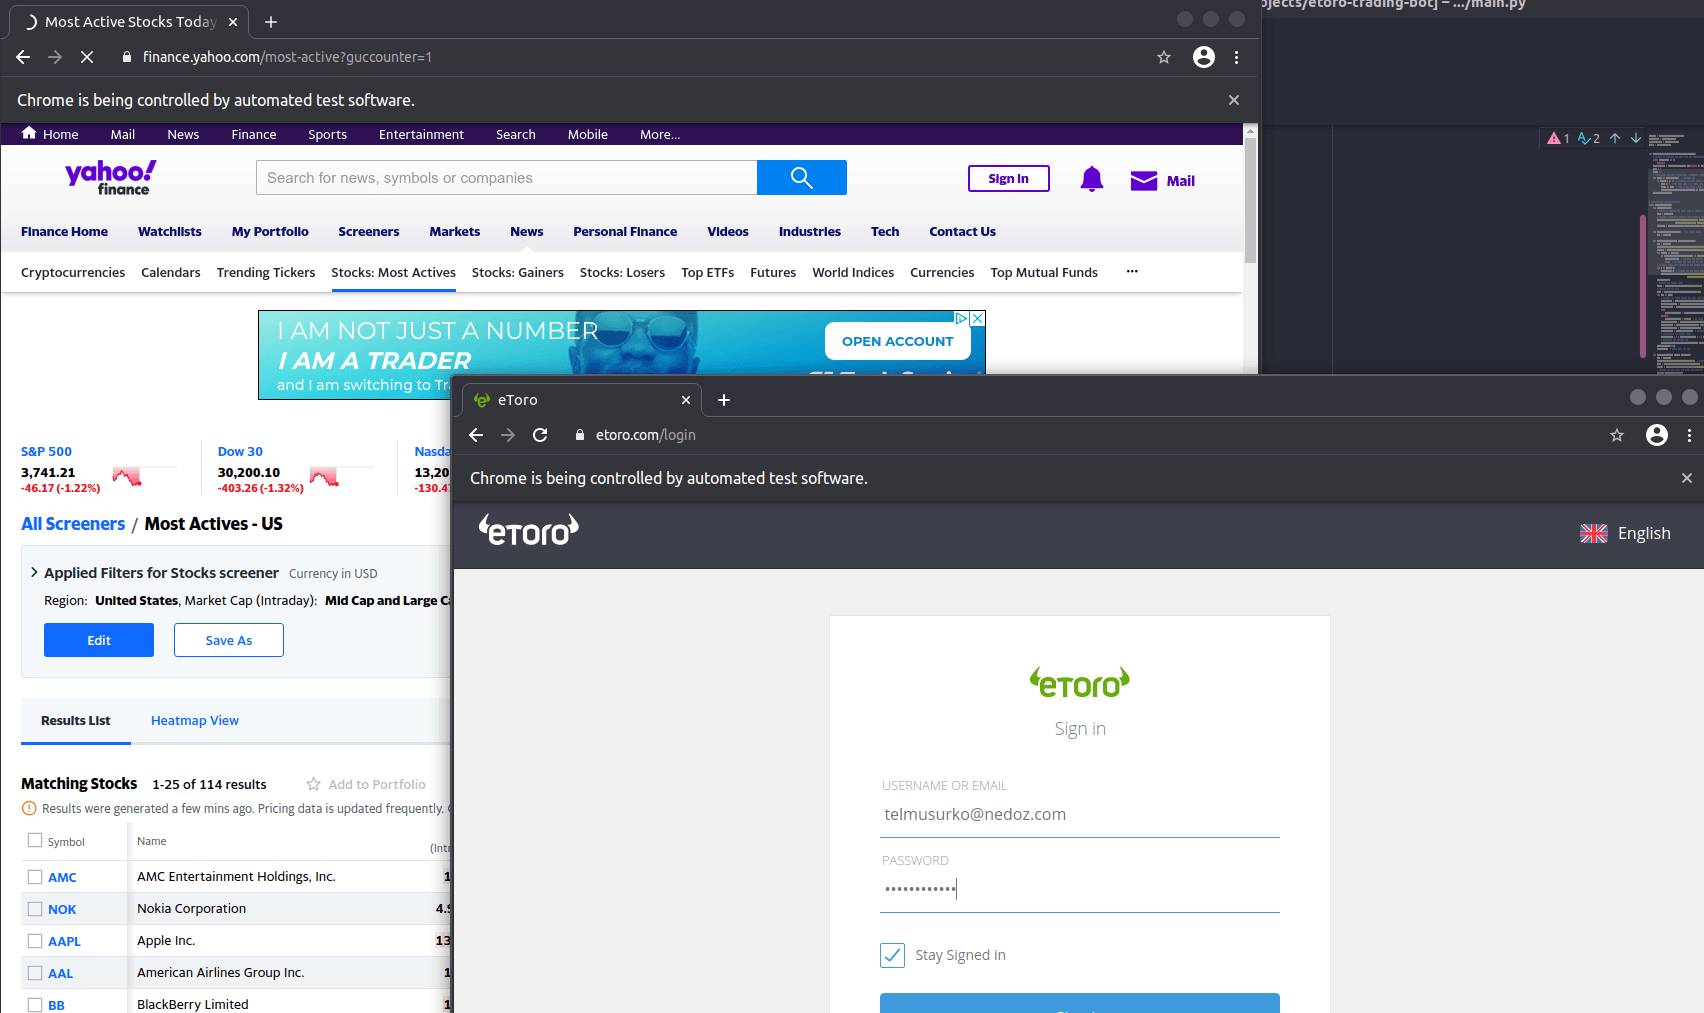 Most Active Stocks Today
ojects/etoro-trading-bot] – .../main.py
finance.yahoo.com/most-active?guccounter=1
Chrome is being controlled by automated test software.
1 2
Home Mail News Finance Sports Entertainment Search Mobile More...
yahoo!
finance
Search for news, symbols or companies
Sign In
Mail
Finance Home Watchlists My Portfolio Screeners Markets News Personal Finance Videos Industries Tech Contact Us
Cryptocurrencies Calendars Trending Tickers Stocks: Most Actives Stocks: Gainers Stocks: Losers Top ETFs Futures World Indices Currencies Top Mutual Funds ...
I AM NOT JUST A NUMBER
I AM A TRADER
and I am switching to
OPEN ACCOUNT
S&P 500
3,741.21
-46.17 (-1.22%)
Dow 30
30,200.10
-403.26 (-1.32%)
Nasda
13,20
-130.47
All Screeners / Most Actives - US
Applied Filters for Stocks screener Currency in USD
Region: United States, Market Cap (Intraday): Mid Cap and Large Ca
Edit
Save As
Results List Heatmap View
Matching Stocks 1-25 of 114 results Add to Portfolio
Results were generated a few mins ago. Pricing data is updated frequently.
Symbol Name (Intr
AMC AMC Entertainment Holdings, Inc. 1
NOK Nokia Corporation 4.9
AAPL Apple Inc. 13
AAL American Airlines Group Inc. 1
BB BlackBerry Limited 1
eToro
etoro.com/login
Chrome is being controlled by automated test software.
eToro
English
eToro
Sign in
USERNAME OR EMAIL
telmusurko@nedoz.com
PASSWORD
••••••••••••
Stay Signed in